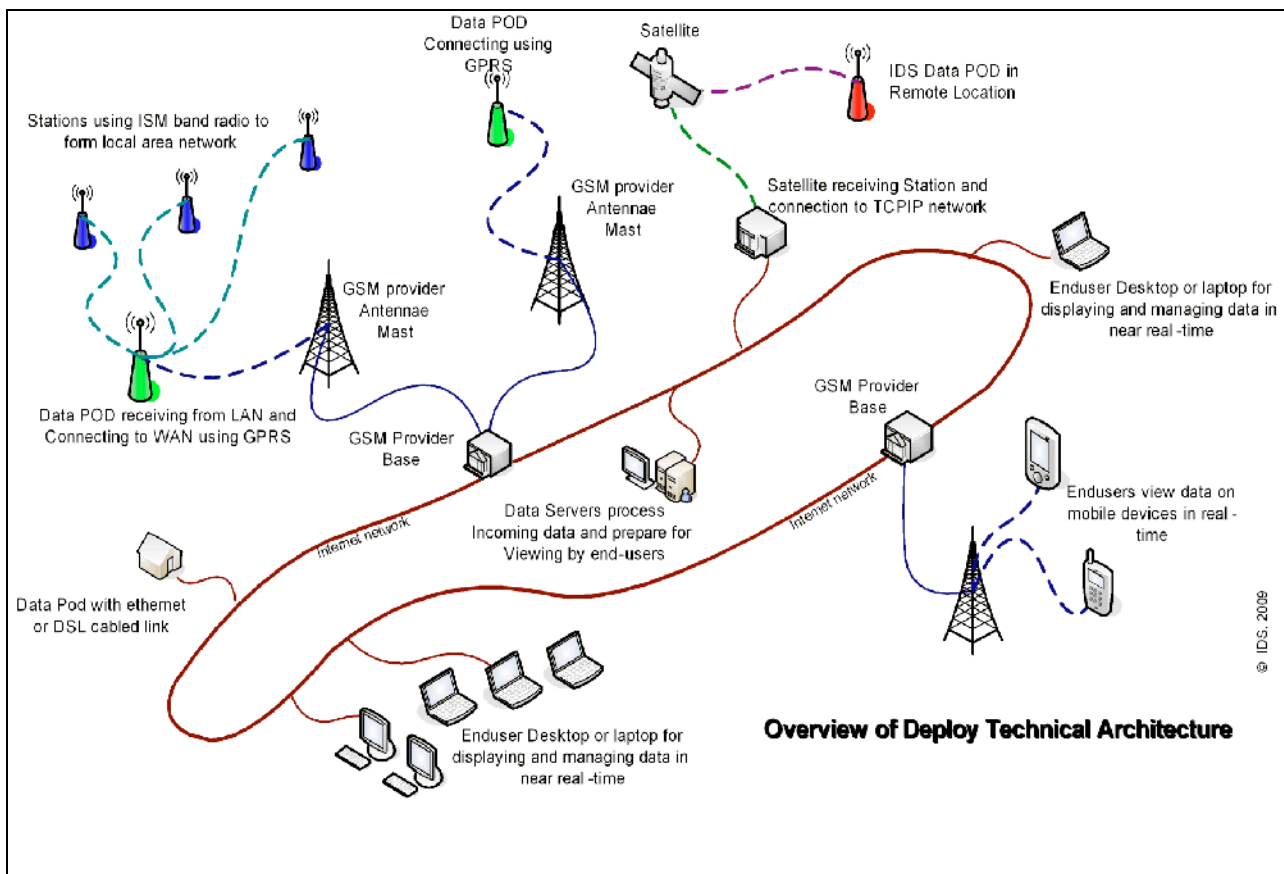 Data POD
Connecting using
GPRS
Satellite
IDS Data POD in
Remote Location
Stations using ISM band radio to
form local area network
GSM provider
Antennae
Mast
Satellite receiving Station and
connection to TCPIP network
GSM provider
Antennae
Mast
Enduser Desktop or laptop for
displaying and managing data in
near real -time
Data POD receiving from LAN and
Connecting to WAN using GPRS
GSM Provider
Base
GSM Provider
Base
Internet network
Internet network
Data Servers process
Incoming data and prepare for
Viewing by end-users
Endusers view data on
mobile devices in real -
time
Data Pod with ethernet
or DSL cabled link
© IDS, 2009
Enduser Desktop or laptop for
displaying and managing data in
near real -time
Overview of Deploy Technical Architecture